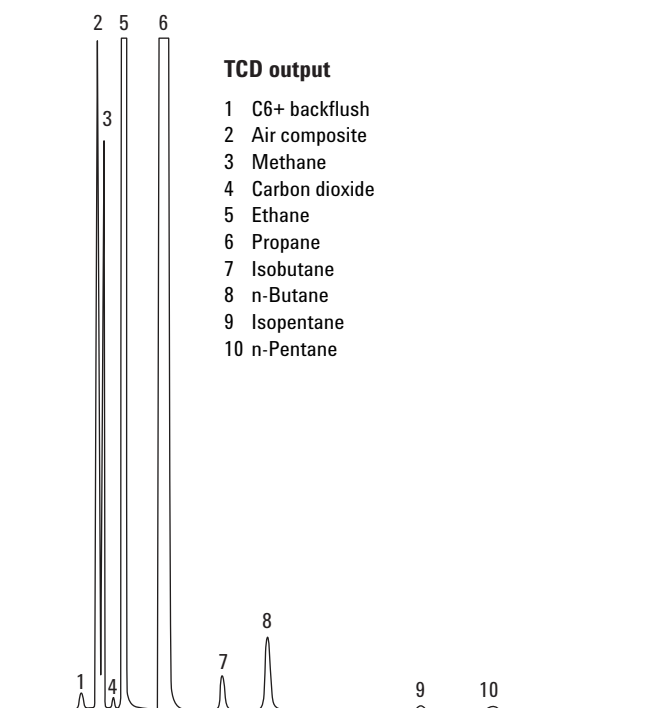 2 5 6
3
TCD output
1 C6+ backflush
2 Air composite
3 Methane
4 Carbon dioxide
5 Ethane
6 Propane
7 Isobutane
8 n-Butane
9 Isopentane
10 n-Pentane
8
7
1 4
9 10